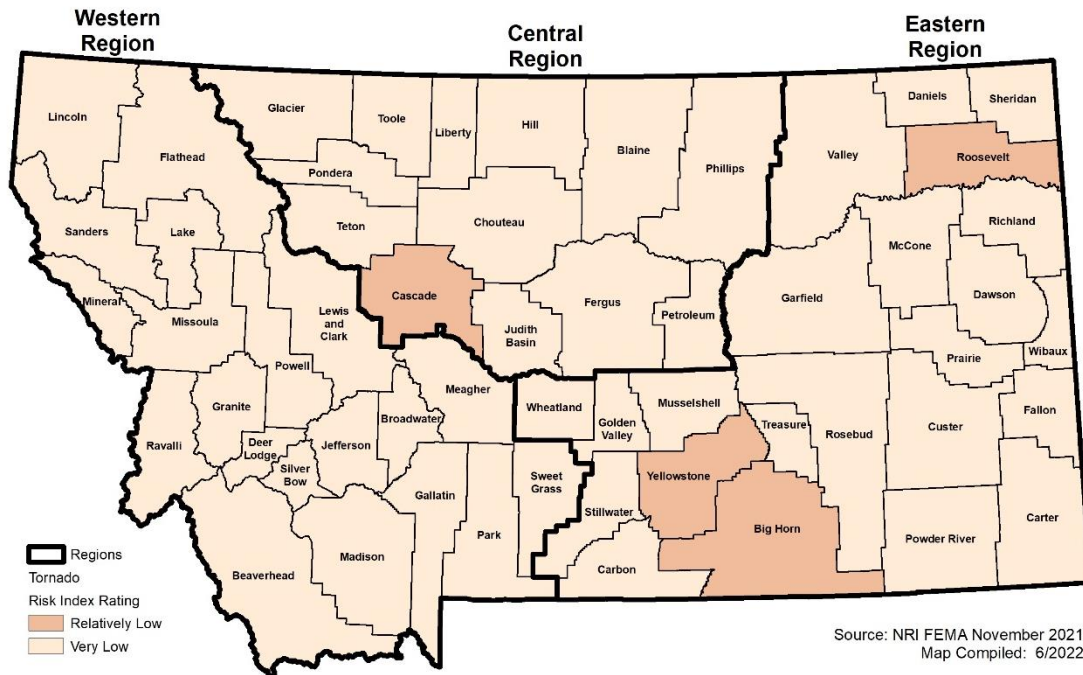 Western
Region
Central
Region
Eastern
Region
Lincoln
Flathead
Glacier
Toole
Liberty
Hill
Blaine
Phillips
Valley
Daniels
Sheridan
Roosevelt
Pondera
Teton
Chouteau
Sanders
Lake
Richland
McCone
Cascade
Fergus
Petroleum
Garfield
Dawson
Mineral
Missoula
Lewis
and
Clark
Judith
Basin
Prairie
Wibaux
Powell
Meagher
Granite
Broadwater
Wheatland
Golden
Valley
Musselshell
Treasure
Rosebud
Custer
Fallon
Ravalli
Deer
Lodge
Jefferson
Silver
Bow
Gallatin
Sweet
Grass
Yellowstone
Stillwater
Park
Big Horn
Carter
Powder River
Madison
Beaverhead
Carbon
Regions
Tornado
Risk Index Rating
Relatively Low
Very Low
Source: NRI FEMA November 2021
Map Compiled: 6/2022